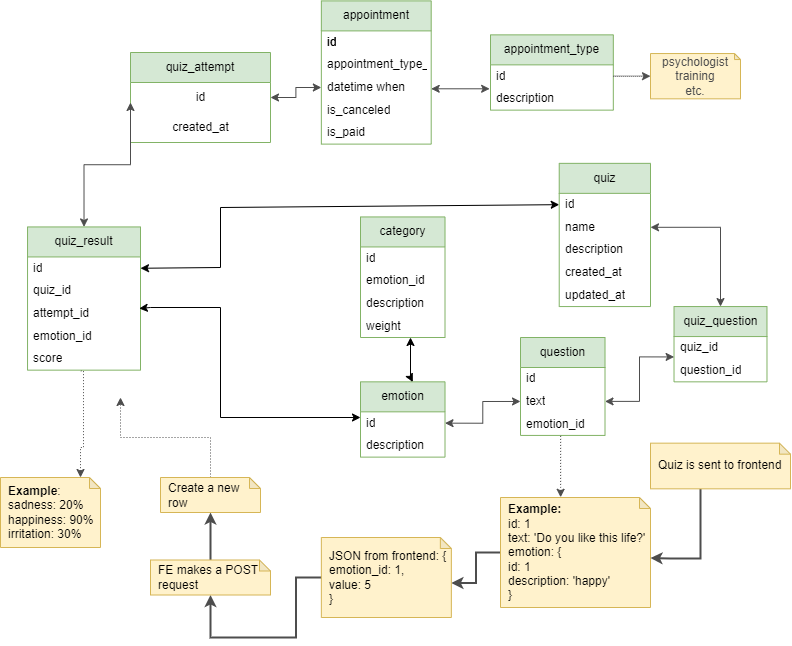 appointment
id
appointment_type_
datetime when
is_canceled
is_paid
quiz_attempt
id
created_at
appointment_type
id
description
psychologist
training
etc.
quiz
id
name
description
created_at
updated_at
category
id
emotion_id
description
weight
quiz_result
id
quiz_id
attempt_id
emotion_id
score
quiz_question
quiz_id
question_id
question
id
text
emotion_id
emotion
id
description
Quiz is sent to frontend
Example:
sadness: 20%
happiness: 90%
irritation: 30%
Create a new
row
FE makes a POST
request
JSON from frontend: {
emotion_id: 1,
value: 5
}
Example:
id: 1
text: 'Do you like this life?'
emotion: {
id: 1
description: 'happy'
}